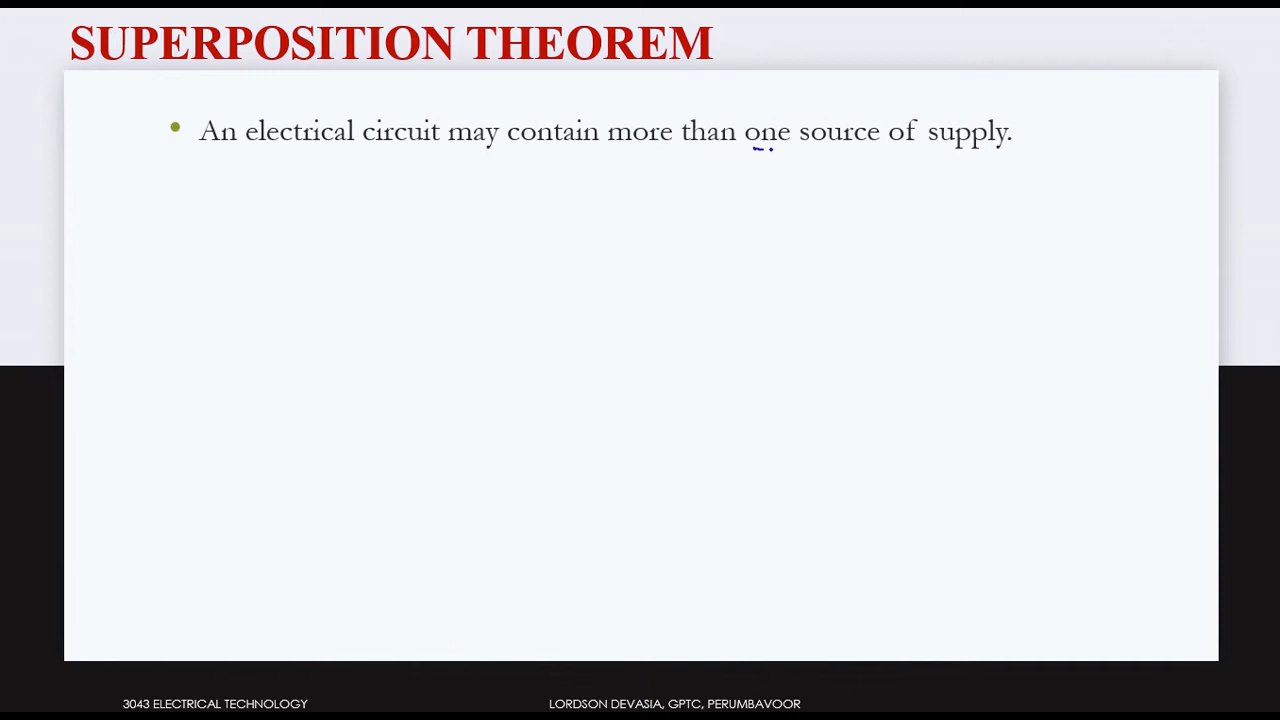 SUPERPOSITION THEOREM
• An electrical circuit may contain more than one source of supply.
3043 ELECTRICAL TECHNOLOGY
LORDSON DEVASIA, GPTC, PERUMBAVOOR